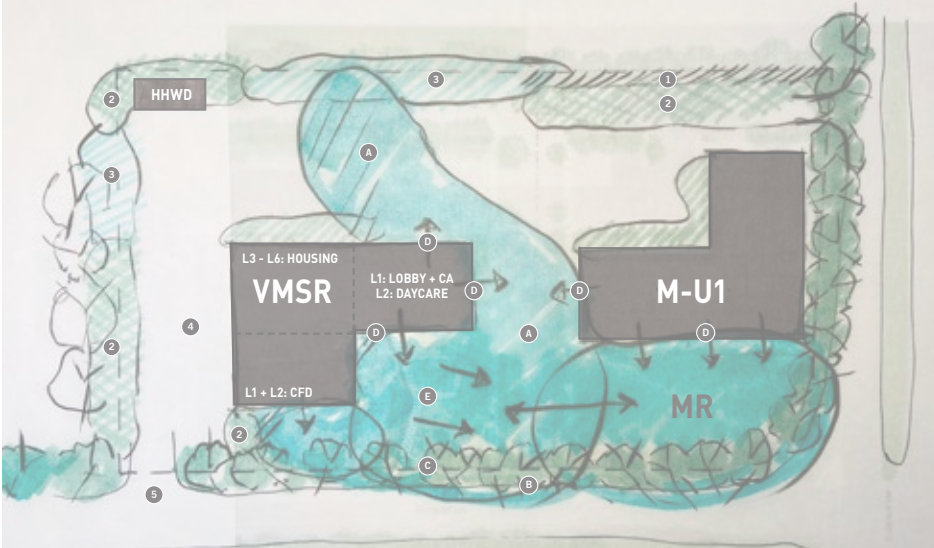 1
HHWD
3
2
2
A
3
D
L3 - L6: HOUSING
L1: LOBBY + CA
L2: DAYCARE
VMSR
D
D
M-U1
4
D
A
D
2
L1 + L2: CFD
E
MR
2
C
B
5